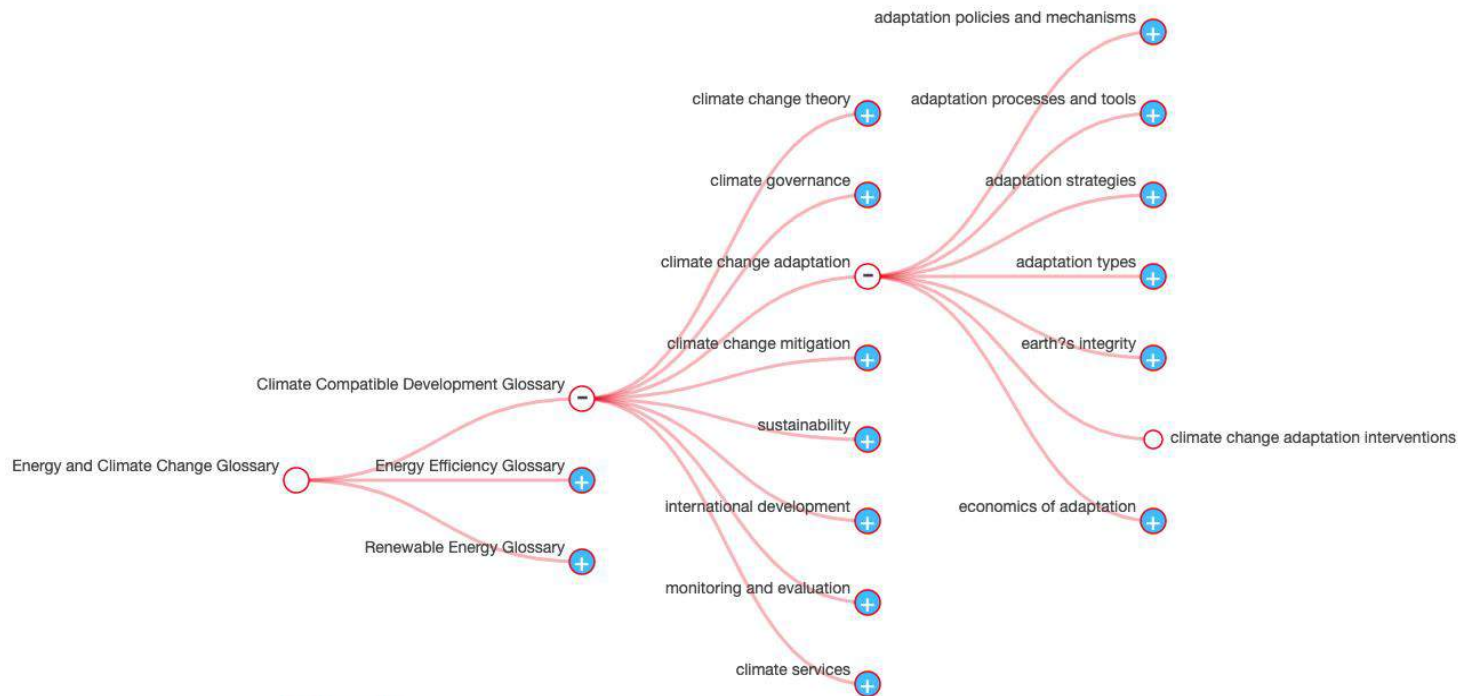 Energy and Climate Change Glossary
Climate Compatible Development Glossary
Energy Efficiency Glossary
Renewable Energy Glossary
climate change theory
climate governance
climate change adaptation
climate change mitigation
sustainability
international development
monitoring and evaluation
climate services
adaptation policies and mechanisms
adaptation processes and tools
adaptation strategies
adaptation types
earth?s integrity
climate change adaptation interventions
economics of adaptation